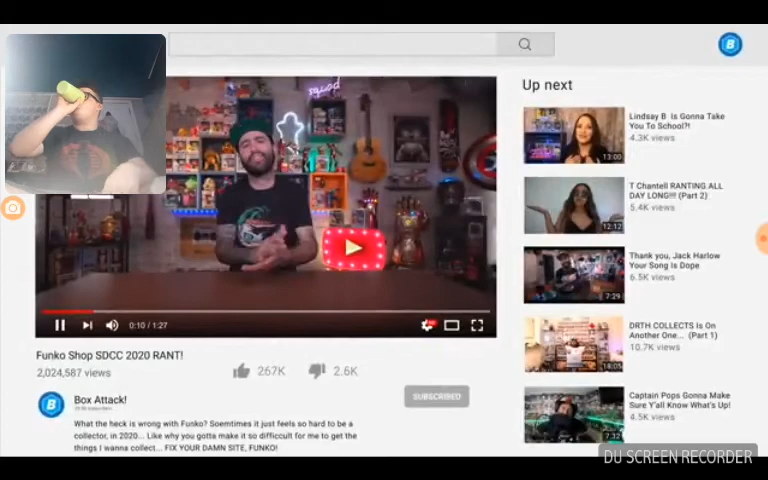 B
squad
Up next
Lindsay B Is Gonna Take
You To School?!
4.3K views
13:00
T Chantell RANTING ALL
DAY LONG!!! (Part 2)
5.4K views
12:12
Thank you, Jack Harlow
Your Song Is Dope
6.5K views
7:29
DRTH COLLECTS Is On
Another One... (Part 1)
10.7K views
18:05
Captain Pops Gonna Make
Sure Y'all Know What's Up!
4.5K views
7:32
0:10 / 1:27
Funko Shop SDCC 2020 RANT!
2,024,587 views
267K
2.6K
B
Box Attack!
SUBSCRIBED
What the heck is wrong with Funko? Soemtimes it just feels so hard to be a
collector, in 2020... Like why you gotta make it so difficcult for me to get the
things I wanna collect... FIX YOUR DAMN SITE, FUNKO!
DU SCREEN RECORDER